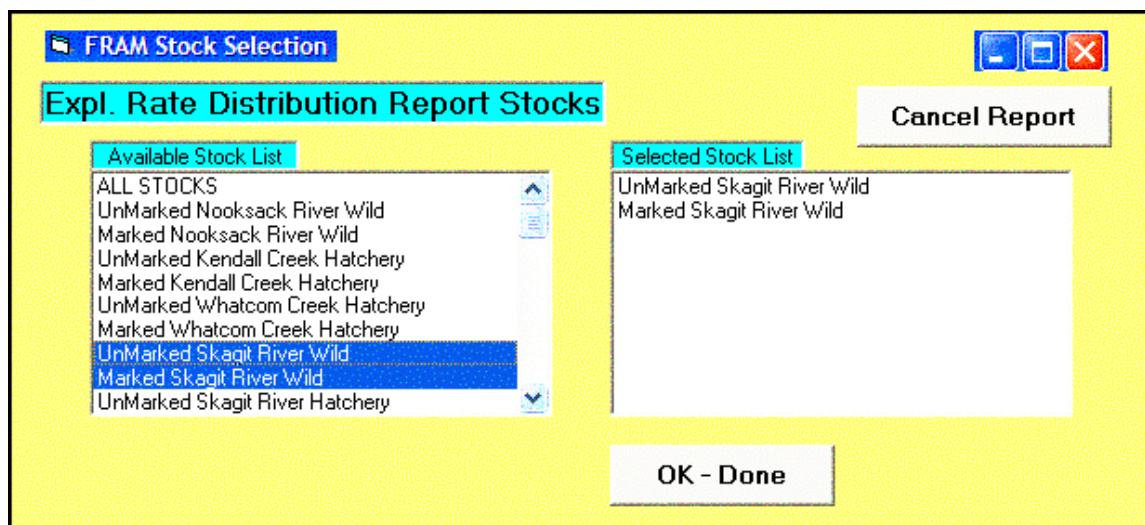 FRAM Stock Selection
Expl. Rate Distribution Report Stocks
Cancel Report
Available Stock List
ALL STOCKS
UnMarked Nooksack River Wild
Marked Nooksack River Wild
UnMarked Kendall Creek Hatchery
Marked Kendall Creek Hatchery
UnMarked Whatcom Creek Hatchery
Marked Whatcom Creek Hatchery
UnMarked Skagit River Wild
Marked Skagit River Wild
UnMarked Skagit River Hatchery
Selected Stock List
UnMarked Skagit River Wild
Marked Skagit River Wild
OK - Done